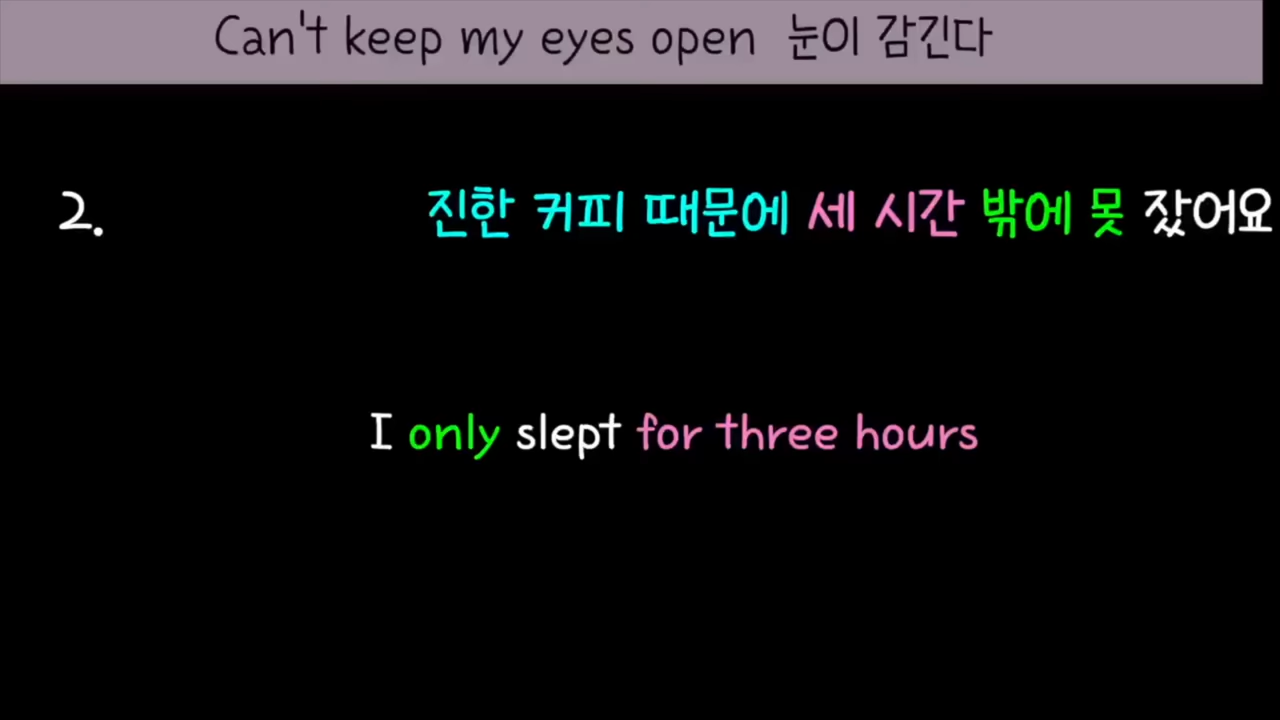 Can't keep my eyes open 눈이 감긴다
2. 진한 커피 때문에 세 시간 밖에 못 잤어요
I only slept for three hours